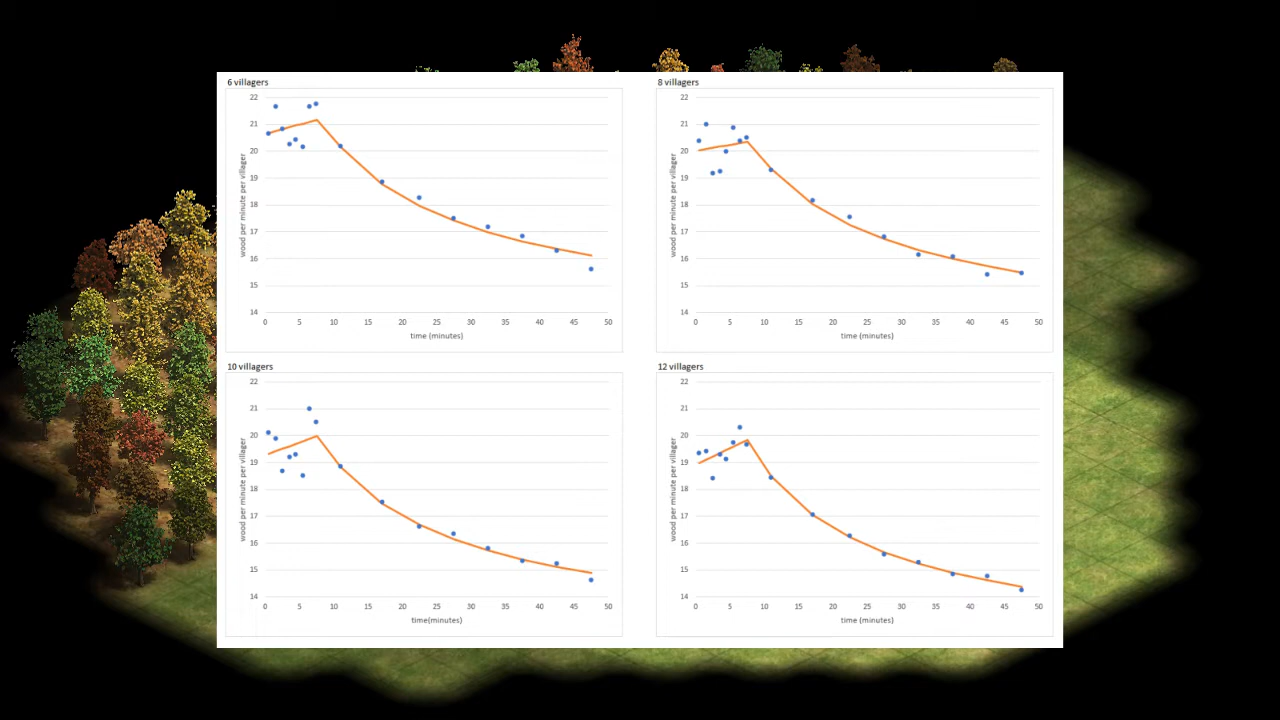 6 villagers
22
21
20
19
18
17
16
15
14
wood per minute per villager
0 5 10 15 20 25 30 35 40 45 50
time (minutes)
8 villagers
22
21
20
19
18
17
16
15
14
wood per minute per villager
0 5 10 15 20 25 30 35 40 45 50
time (minutes)
10 villagers
22
21
20
19
18
17
16
15
14
wood per minute per villager
0 5 10 15 20 25 30 35 40 45 50
time(minutes)
12 villagers
22
21
20
19
18
17
16
15
14
wood per minute per villager
0 5 10 15 20 25 30 35 40 45 50
time (minutes)